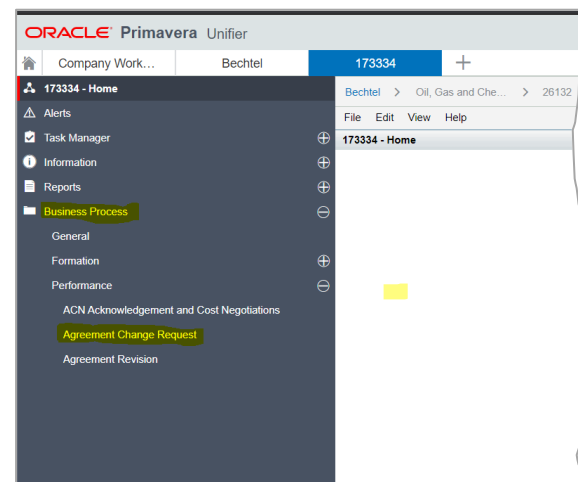 ORACLE Primavera Unifier
Company Work... Bechtel 173334
173334 - Home
Bechtel > Oil, Gas and Che... > 26132
Alerts
File Edit View Help
Task Manager
173334 - Home
Information
Reports
Business Process
General
Formation
Performance
ACN Acknowledgement and Cost Negotiations
Agreement Change Request
Agreement Revision